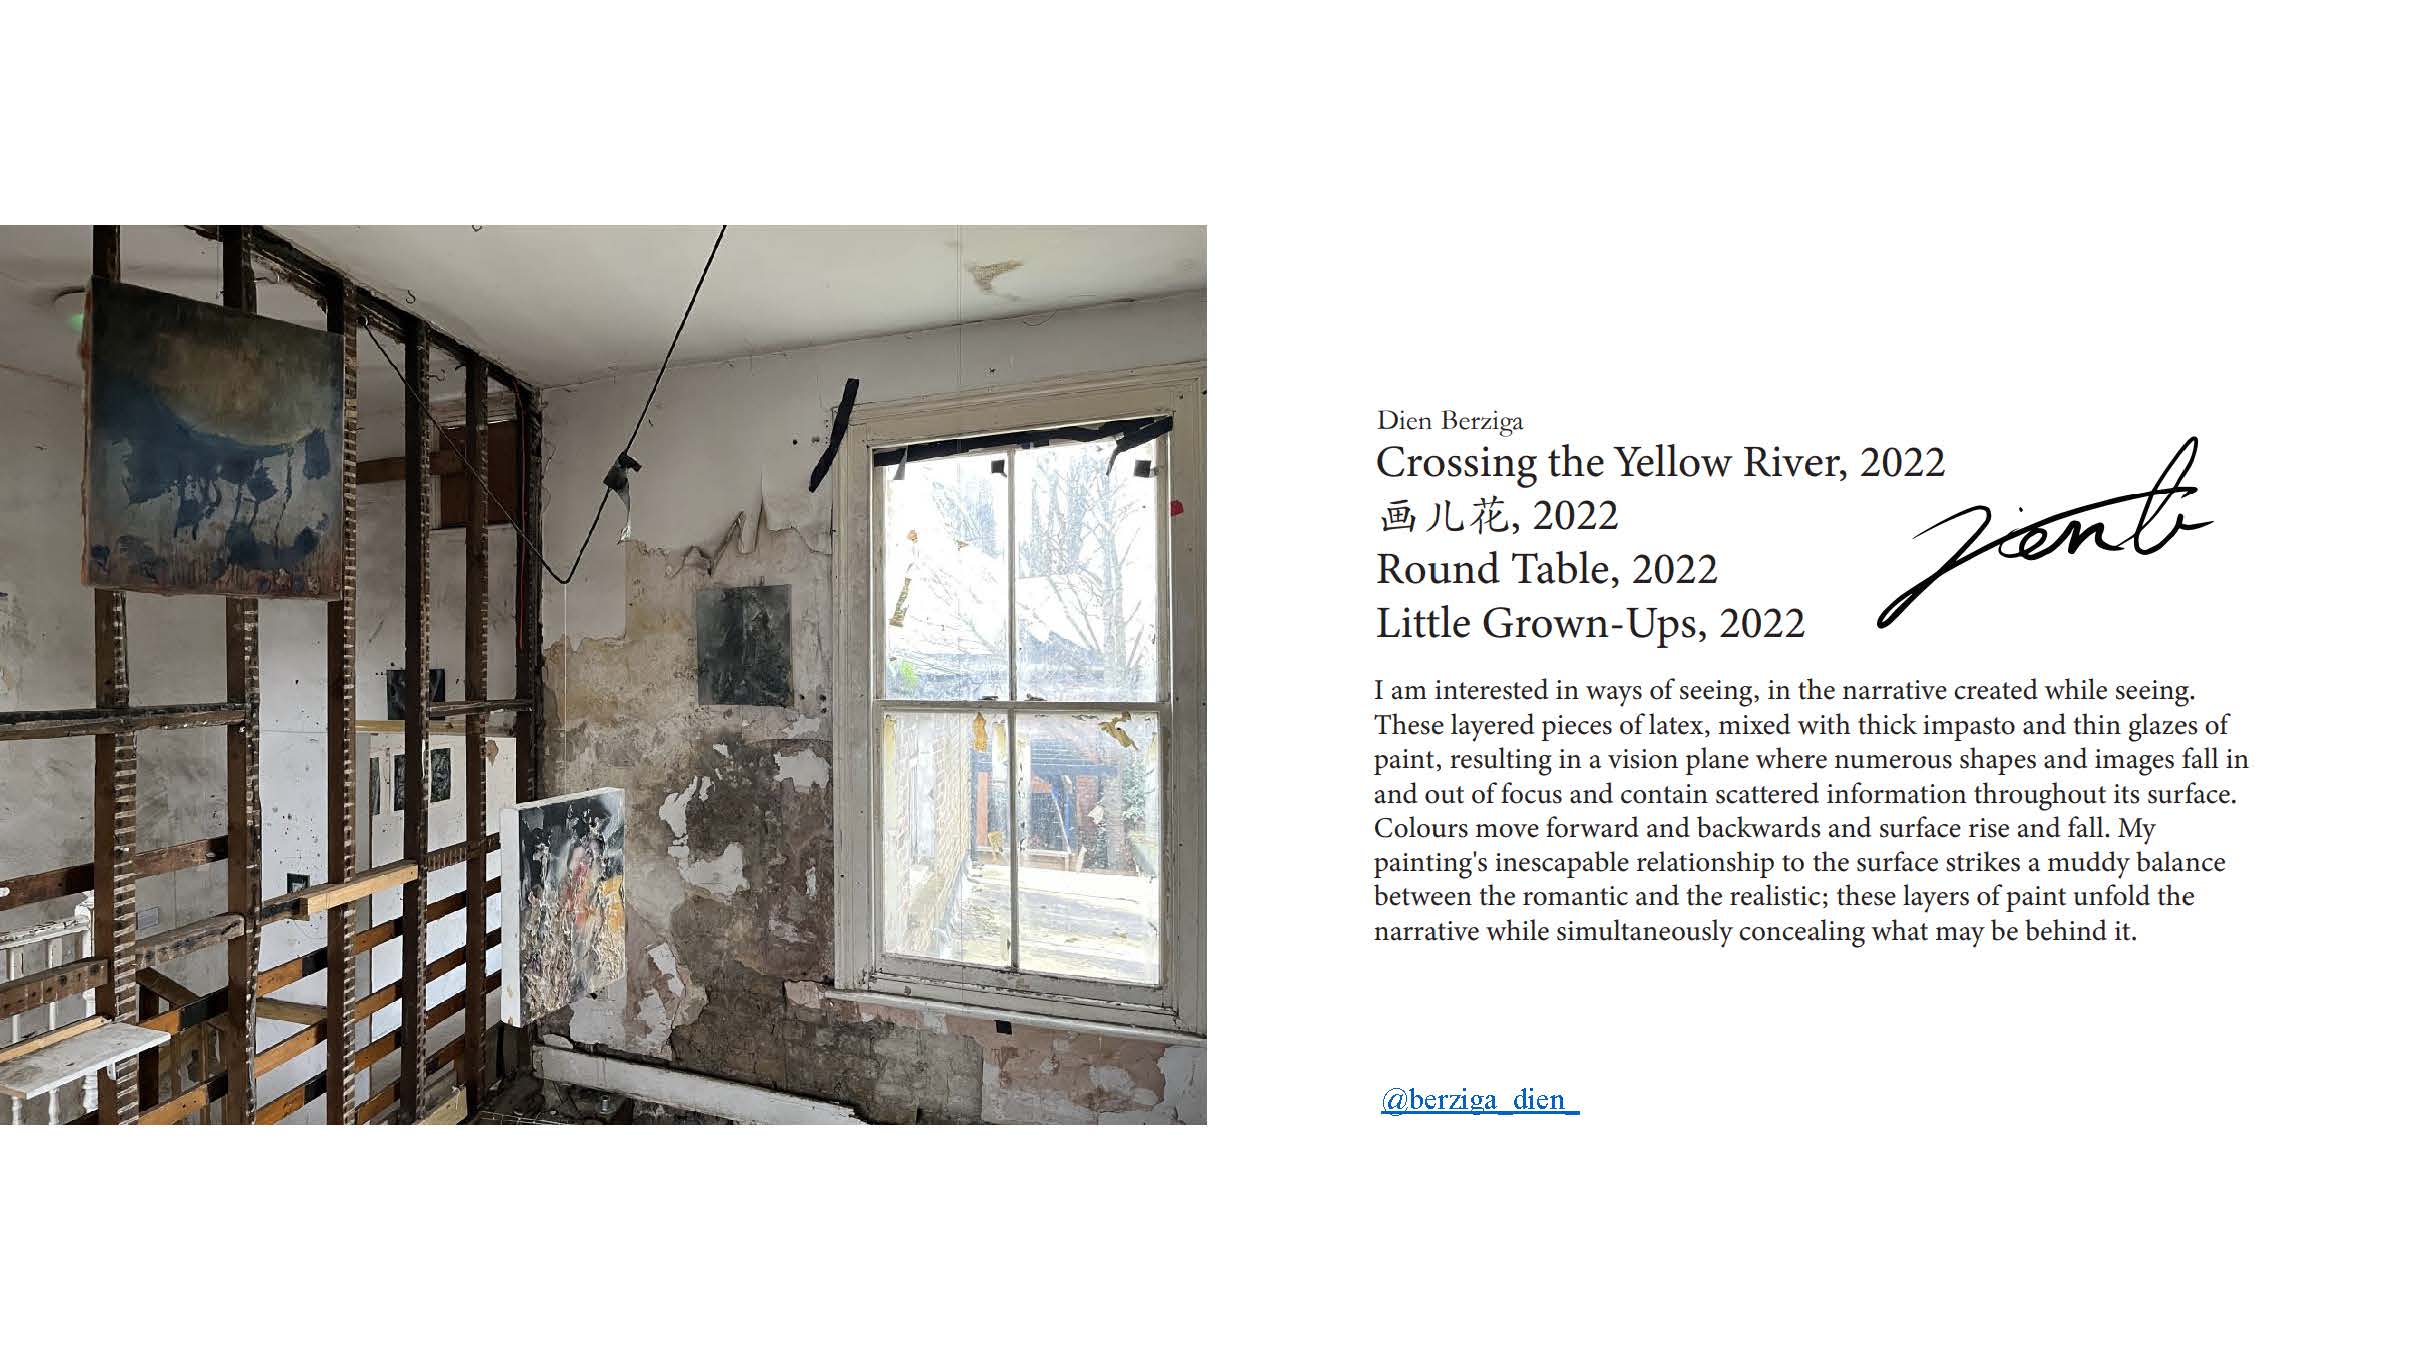 Dien Berziga
Crossing the Yellow River, 2022
画儿花, 2022
Round Table, 2022
Little Grown-Ups, 2022
I am interested in ways of seeing, in the narrative created while seeing.
These layered pieces of latex, mixed with thick impasto and thin glazes of
paint, resulting in a vision plane where numerous shapes and images fall in
and out of focus and contain scattered information throughout its surface.
Colours move forward and backwards and surface rise and fall. My
painting's inescapable relationship to the surface strikes a muddy balance
between the romantic and the realistic; these layers of paint unfold the
narrative while simultaneously concealing what may be behind it.
@berziga_dien_